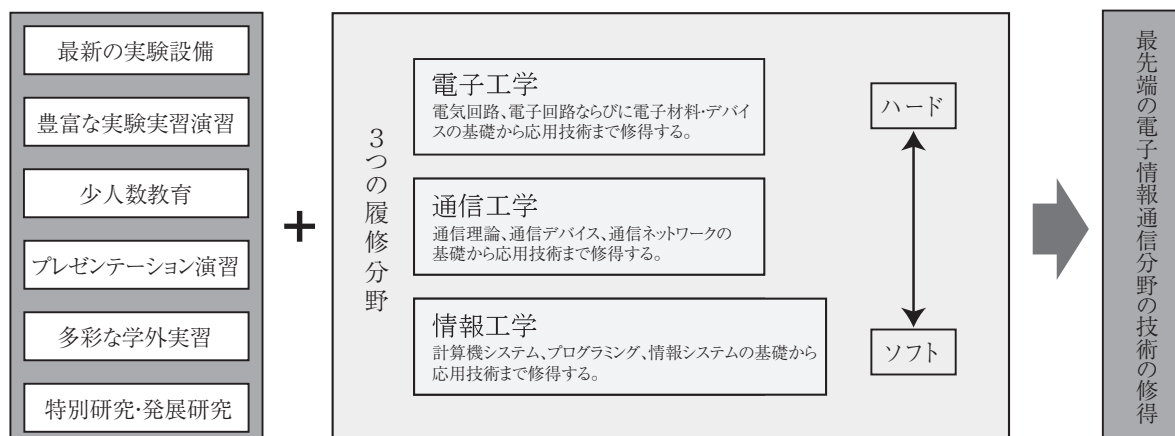 最新の実験設備
豊富な実験実習演習
少人数教育
プレゼンテーション演習
多彩な学外実習
特別研究・発展研究
+
3つの履修分野
電子工学
電気回路、電子回路ならびに電子材料・デバイ
スの基礎から応用技術まで修得する。
通信工学
通信理論、通信デバイス、通信ネットワークの
基礎から応用技術まで修得する。
情報工学
計算機システム、プログラミング、情報システムの基礎から
応用技術まで修得する。
ハード
ソフト
最先端の電子情報通信分野の技術の修得